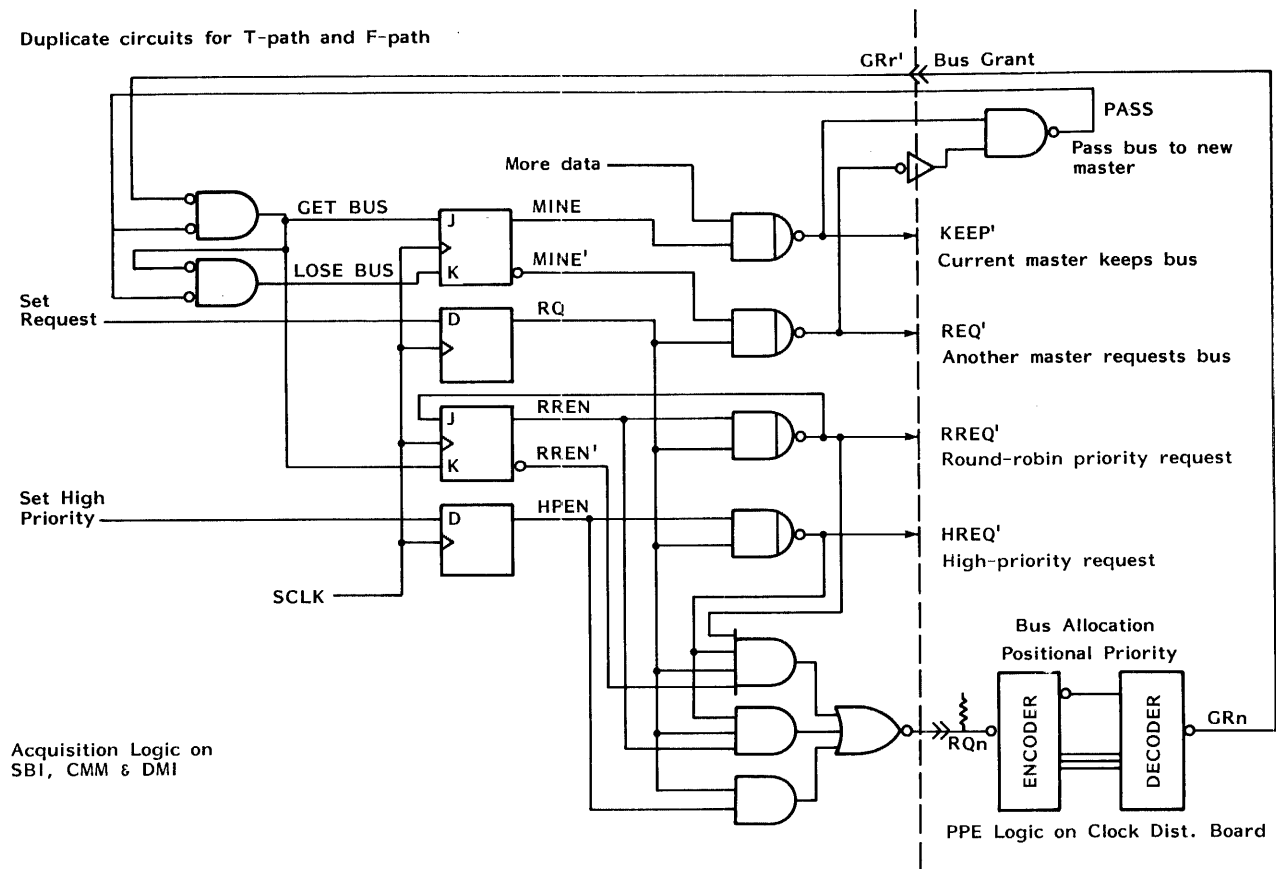 Duplicate circuits for T-path and F-path
GRr'
Bus Grant
PASS
Pass bus to new
master
More data
GET BUS
J
MINE
LOSE BUS
K
MINE'
KEEP'
Current master keeps bus
Set
Request
D
RQ
REQ'
Another master requests bus
J
RREN
RREN'
K
RREQ'
Round-robin priority request
Set High
Priority
D
HPEN
HREQ'
High-priority request
SCLK
Bus Allocation
Positional Priority
ENCODER
DECODER
RQn
GRn
Acquisition Logic on
SBI, CMM & DMI
PPE Logic on Clock Dist. Board